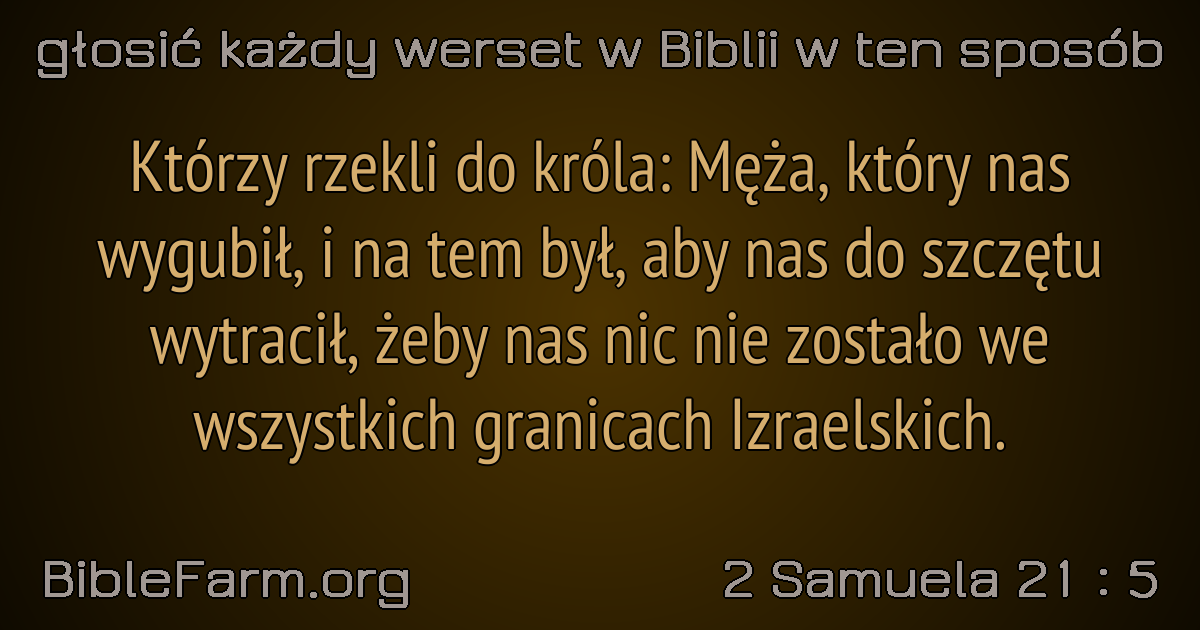 głosić każdy werset w Biblii w ten sposób
Którzy rzekli do króla: Męża, który nas
wygubił, i na tem był, aby nas do szczętu
wytracił, żeby nas nic nie zostało we
wszystkich granicach Izraelskich.
BibleFarm.org
2 Samuela 21 : 5